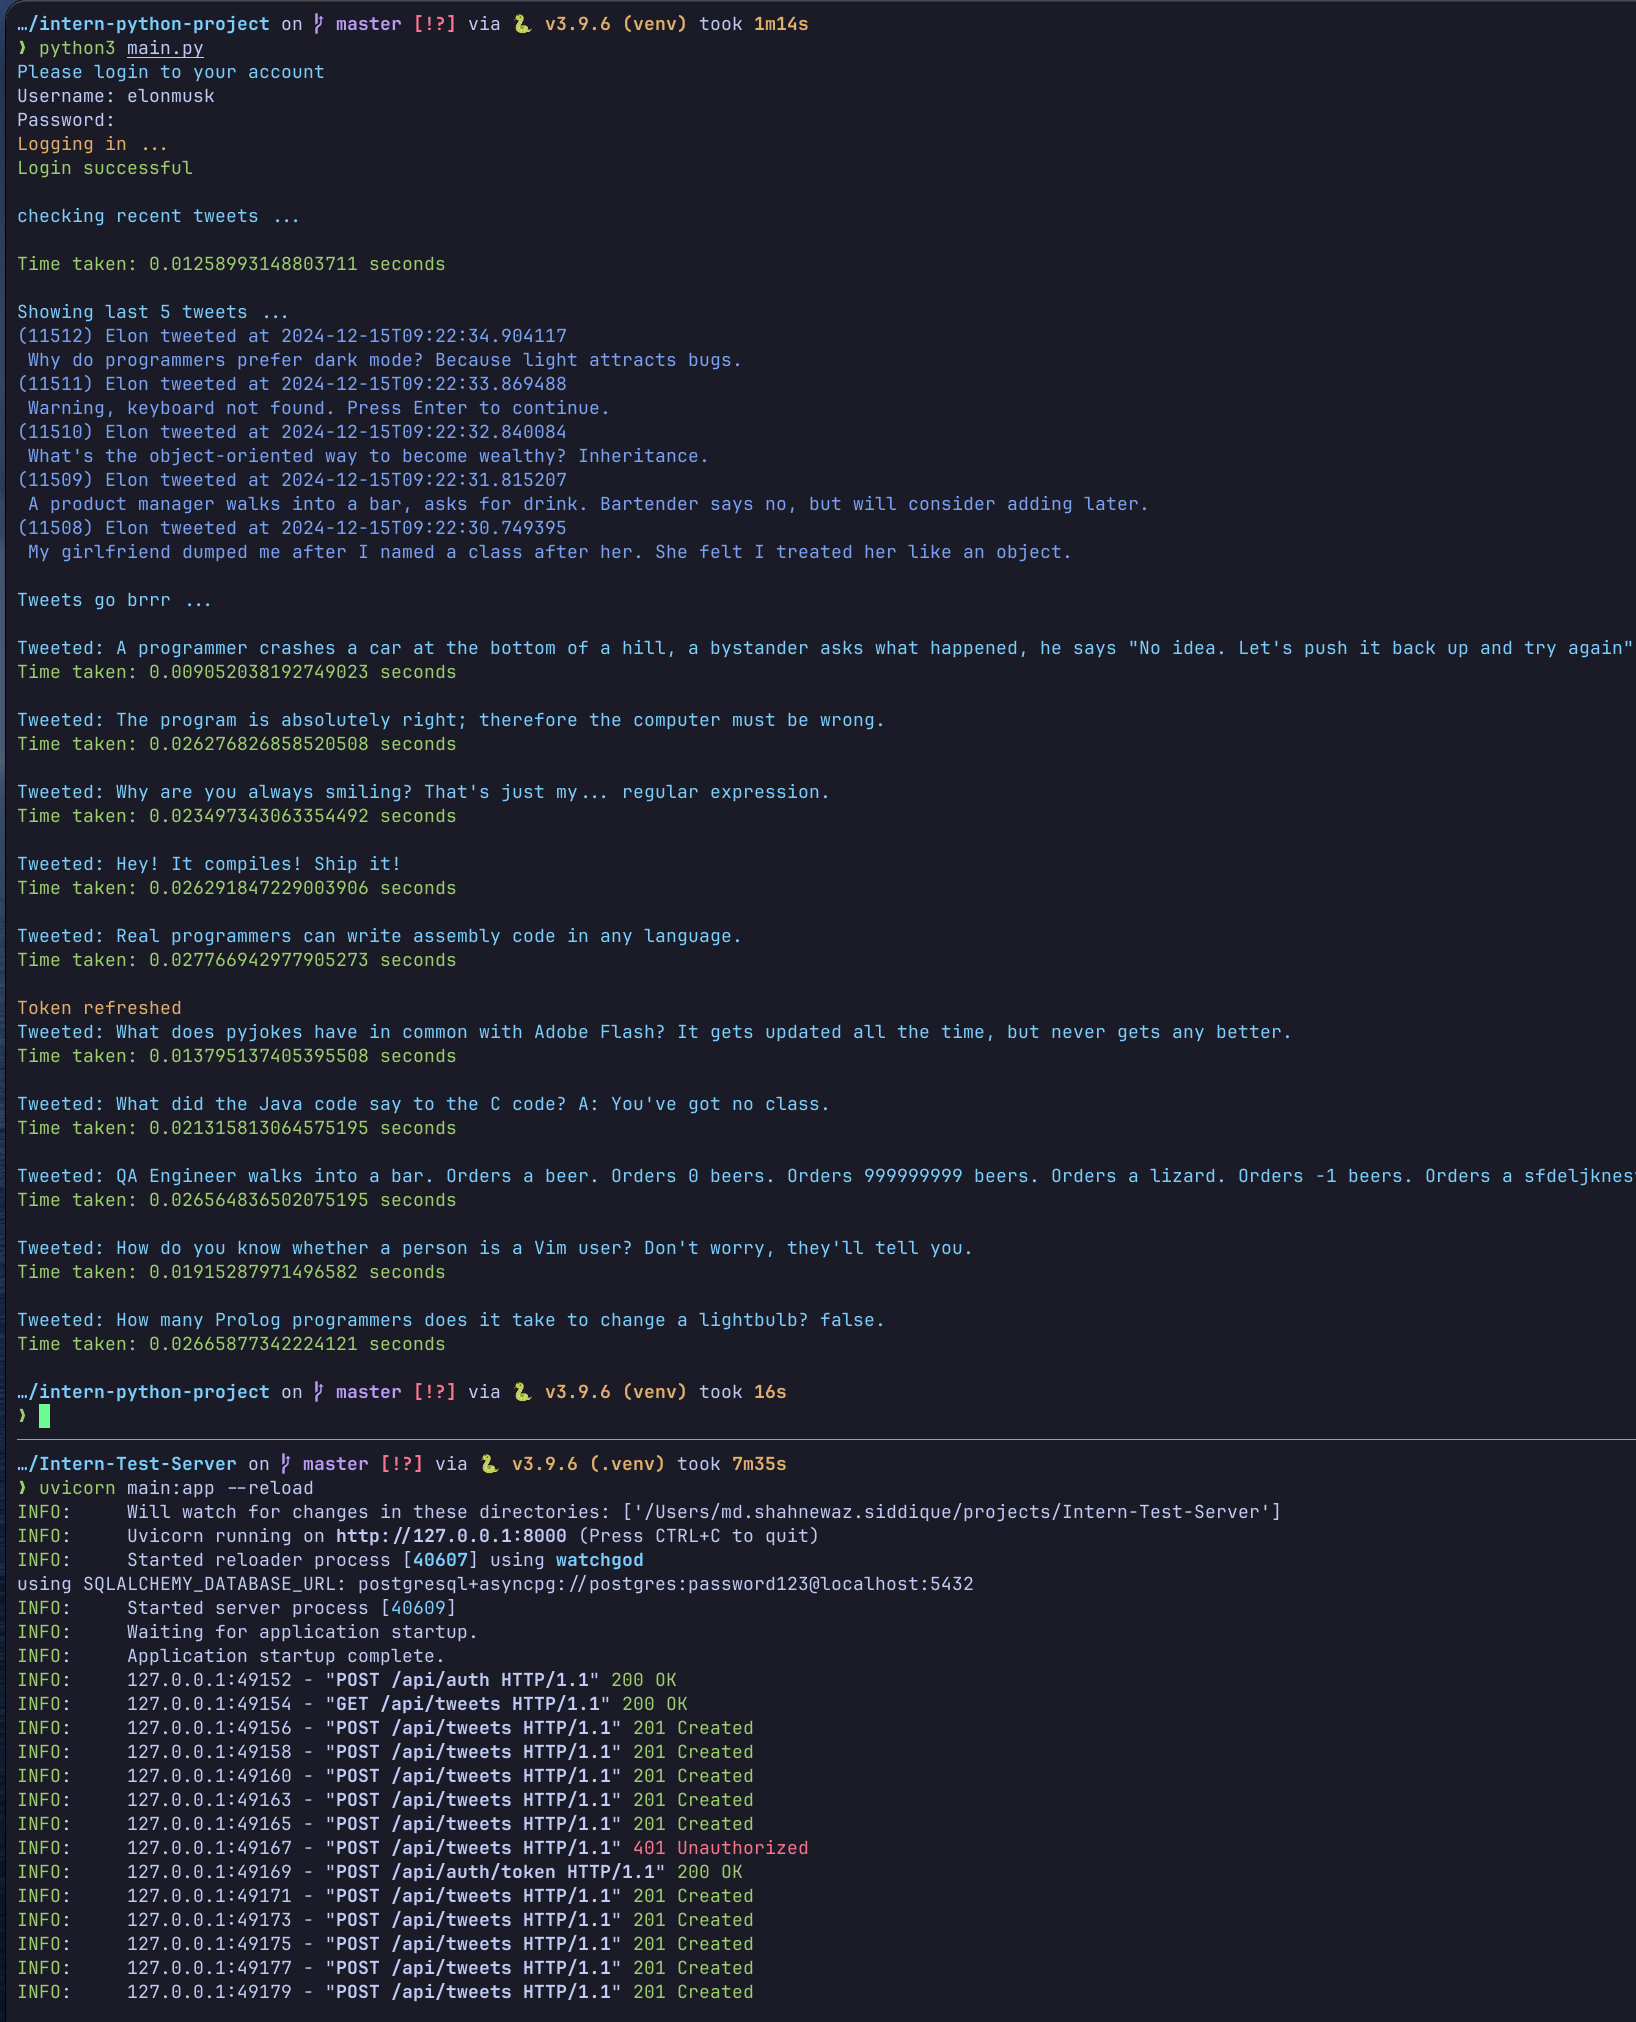 …/intern-python-project on master [!?] via v3.9.6 (venv) took 1m14s
❱ python3 main.py
Please login to your account
Username: elonmusk
Password:
Logging in ...
Login successful
checking recent tweets ...
Time taken: 0.01258993148803711 seconds
Showing last 5 tweets ...
(11512) Elon tweeted at 2024-12-15T09:22:34.904117
Why do programmers prefer dark mode? Because light attracts bugs.
(11511) Elon tweeted at 2024-12-15T09:22:33.869488
Warning, keyboard not found. Press Enter to continue.
(11510) Elon tweeted at 2024-12-15T09:22:32.840084
What's the object-oriented way to become wealthy? Inheritance.
(11509) Elon tweeted at 2024-12-15T09:22:31.815207
A product manager walks into a bar, asks for drink. Bartender says no, but will consider adding later.
(11508) Elon tweeted at 2024-12-15T09:22:30.749395
My girlfriend dumped me after I named a class after her. She felt I treated her like an object.
Tweets go brrr ...
Tweeted: A programmer crashes a car at the bottom of a hill, a bystander asks what happened, he says "No idea. Let's push it back up and try again"
Time taken: 0.009052038192749023 seconds
Tweeted: The program is absolutely right; therefore the computer must be wrong.
Time taken: 0.026276826858520508 seconds
Tweeted: Why are you always smiling? That's just my... regular expression.
Time taken: 0.023497343063354492 seconds
Tweeted: Hey! It compiles! Ship it!
Time taken: 0.026291847229003906 seconds
Tweeted: Real programmers can write assembly code in any language.
Time taken: 0.027766942977905273 seconds
Token refreshed
Tweeted: What does pyjokes have in common with Adobe Flash? It gets updated all the time, but never gets any better.
Time taken: 0.013795137405395508 seconds
Tweeted: What did the Java code say to the C code? A: You've got no class.
Time taken: 0.021315813064575195 seconds
Tweeted: QA Engineer walks into a bar. Orders a beer. Orders 0 beers. Orders 999999999 beers. Orders a lizard. Orders -1 beers. Orders a
Time taken: 0.026564836502075195 seconds
Tweeted: How do you know whether a person is a Vim user? Don't worry, they'll tell you.
Time taken: 0.01915287971496582 seconds
Tweeted: How many Prolog programmers does it take to change a lightbulb? false.
Time taken: 0.02665877342224121 seconds
…/intern-python-project on master [!?] via v3.9.6 (venv) took 16s
❱
…/Intern-Test-Server on master [!?] via v3.9.6 (.venv) took 7m35s
❱ uvicorn main:app --reload
INFO: Will watch for changes in these directories: ['/Users/md.shahnewaz.siddique/projects/Intern-Test-Server']
INFO: Uvicorn running on http://127.0.0.1:8000 (Press CTRL+C to quit)
INFO: Started reloader process [40607] using watchgod
using SQLALCHEMY_DATABASE_URL: postgresql+asyncpg://postgres:password123@localhost:5432
INFO: Started server process [40609]
INFO: Waiting for application startup.
INFO: Application startup complete.
INFO: 127.0.0.1:49152 - "POST /api/auth HTTP/1.1" 200 OK
INFO: 127.0.0.1:49154 - "GET /api/tweets HTTP/1.1" 200 OK
INFO: 127.0.0.1:49156 - "POST /api/tweets HTTP/1.1" 201 Created
INFO: 127.0.0.1:49158 - "POST /api/tweets HTTP/1.1" 201 Created
INFO: 127.0.0.1:49160 - "POST /api/tweets HTTP/1.1" 201 Created
INFO: 127.0.0.1:49163 - "POST /api/tweets HTTP/1.1" 201 Created
INFO: 127.0.0.1:49165 - "POST /api/tweets HTTP/1.1" 201 Created
INFO: 127.0.0.1:49167 - "POST /api/tweets HTTP/1.1" 401 Unauthorized
INFO: 127.0.0.1:49169 - "POST /api/auth/token HTTP/1.1" 200 OK
INFO: 127.0.0.1:49171 - "POST /api/tweets HTTP/1.1" 201 Created
INFO: 127.0.0.1:49173 - "POST /api/tweets HTTP/1.1" 201 Created
INFO: 127.0.0.1:49175 - "POST /api/tweets HTTP/1.1" 201 Created
INFO: 127.0.0.1:49177 - "POST /api/tweets HTTP/1.1" 201 Created
INFO: 127.0.0.1:49179 - "POST /api/tweets HTTP/1.1" 201 Created